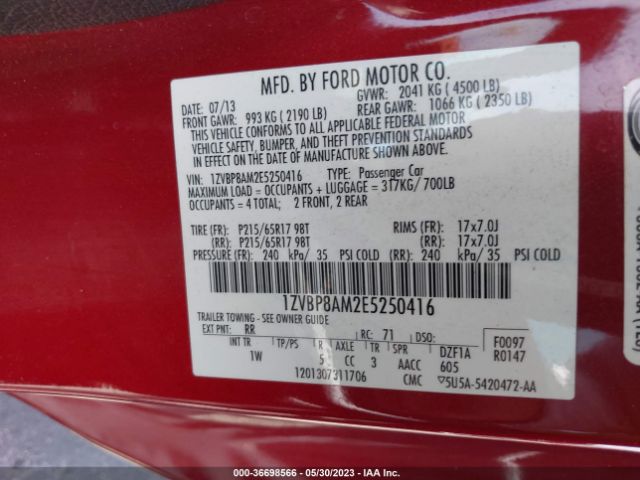 MFD. BY FORD MOTOR CO.
07/13 GVWR: 2041 KG ( 4500 LB)
FRONT GAWR: 993 KG ( 2190 LB) REAR GAWR: 1066 KG ( 2350 LB)
THIS VEHICLE CONFORMS TO ALL APPLICABLE FEDERAL MOTOR
VEHICLE SAFETY, BUMPER, AND THEFT PREVENTION STANDARDS
IN EFFECT ON THE DATE OF MANUFACTURE SHOWN ABOVE.
VIN: 1ZVBP8AM2E5250416 TYPE: Passenger Car
MAXIMUM LOAD = OCCUPANTS + LUGGAGE = 317KG/ 700LB
OCCUPANTS = 4 TOTAL; 2 FRONT, 2 REAR
TIRE (FR): P215/65R17 98T RIMS (FR): 17x7.0J
(RR): P215/65R17 98T (RR): 17x7.0J
PRESSURE (FR): 240 kPa/ 35 PSI COLD (RR): 240 kPa/ 35 PSI COLD
1ZVBP8AM2E5250416
TRAILER TOWING - SEE OWNER GUIDE
EXT PNT: RR RC: 71 DSO: F0097
INT TR TP/PS R AXLE TR SPR DZF1A R0147
1W 5 CC 3 AACC 605
1201307311706 CMC 5U5A-5420472-AA
000-36698566 - 05/30/2023 - IAA Inc.